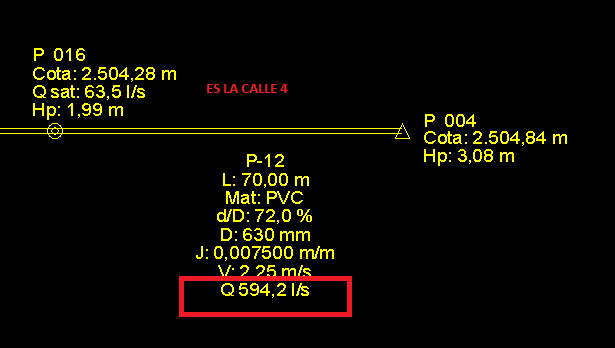 P 016
Cota: 2.504,28 m
Q sat: 63,5 l/s
Hp: 1,99 m
ES LA CALLE 4
P 004
Cota: 2.504,84 m
Hp: 3,08 m
P-12
L: 70,00 m
Mat: PVC
d/D: 72,0 %
D: 630 mm
J: 0,007500 m/m
V: 2,25 m/s
Q 594,2 l/s